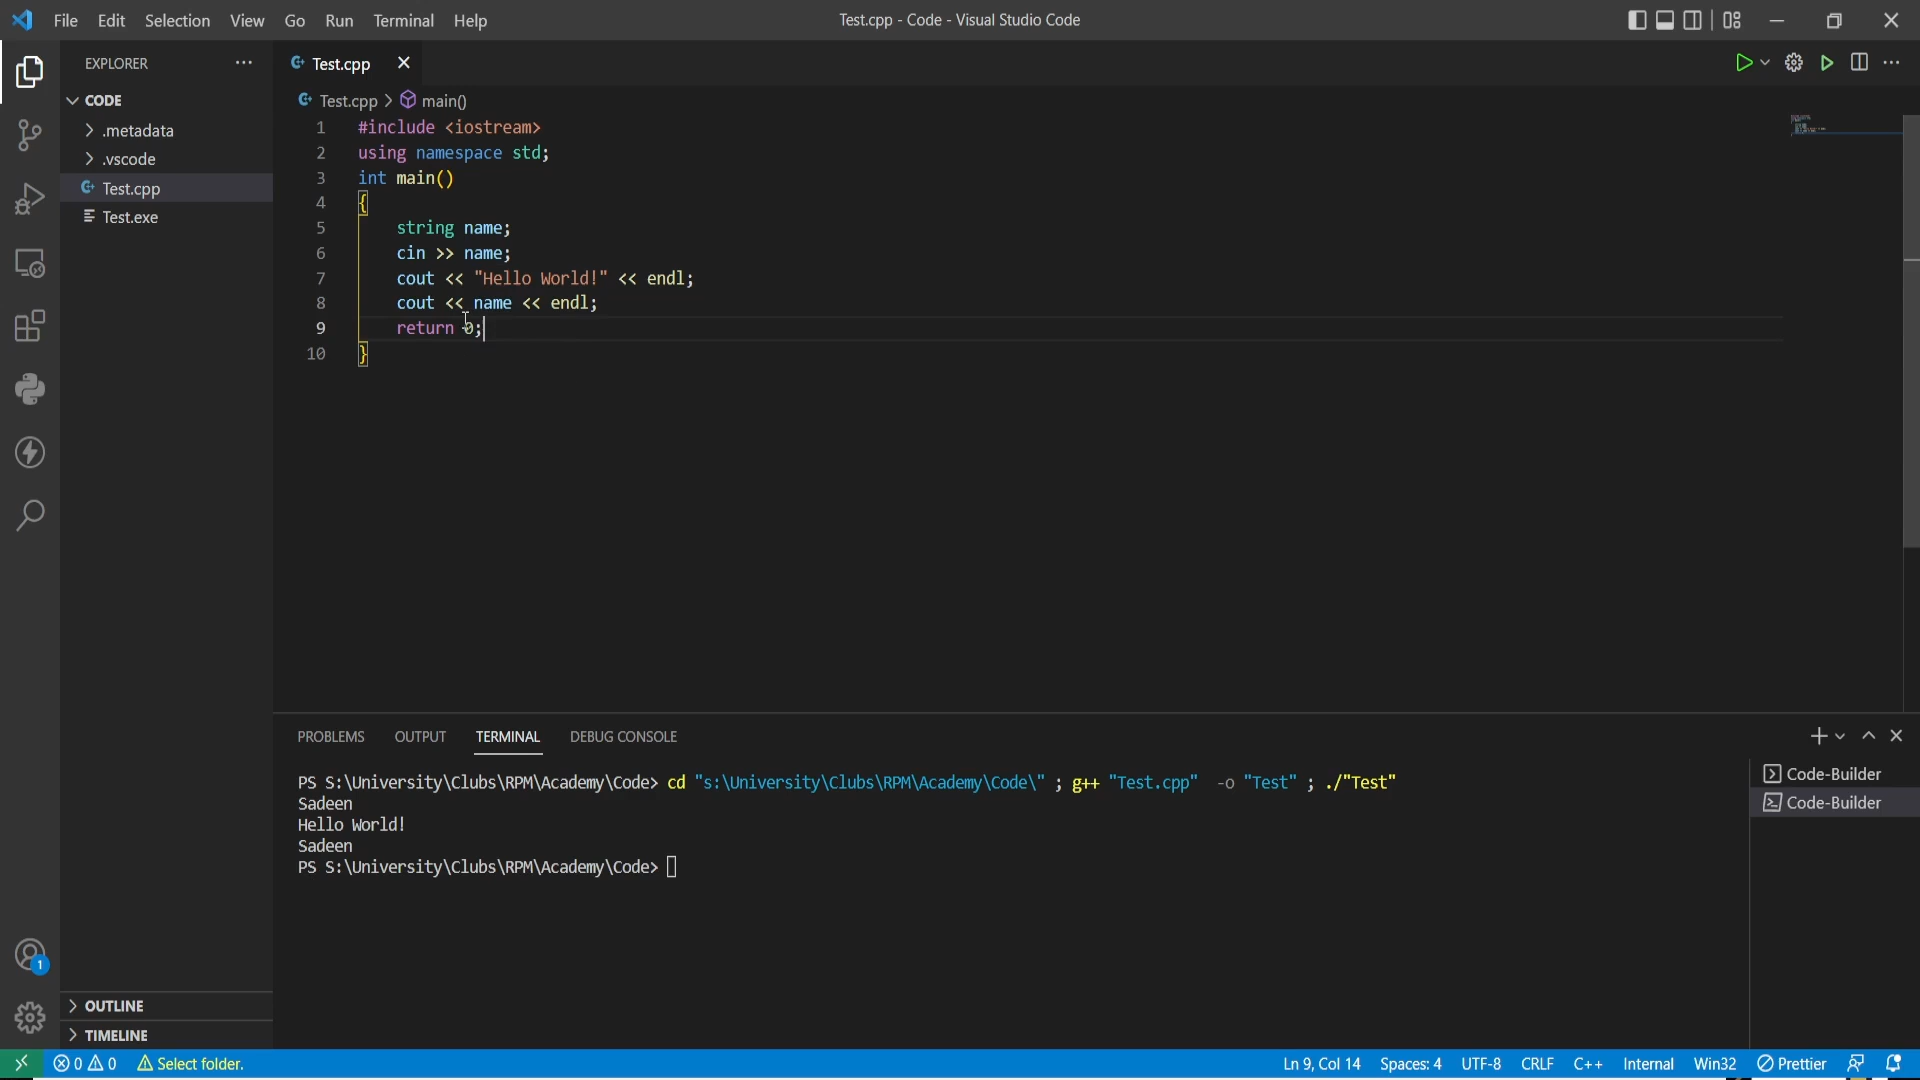 File Edit Selection View Go Run Terminal Help
Test.cpp - Code - Visual Studio Code
EXPLORER
Test.cpp
CODE
.metadata
.vscode
Test.cpp
Test.exe
Test.cpp > main()
1 #include <iostream>
2 using namespace std;
3 int main()
4 {
5 string name;
6 cin >> name;
7 cout << "Hello World!" << endl;
8 cout << name << endl;
9 return 0;
10 }
PROBLEMS OUTPUT TERMINAL DEBUG CONSOLE
PS S:\University\Clubs\RPM\Academy\Code> cd "s:\University\Clubs\RPM\Academy\Code\" ; g++ "Test.cpp" -o "Test" ; ./"Test"
Sadeen
Hello World!
Sadeen
PS S:\University\Clubs\RPM\Academy\Code>
Code-Builder
Code-Builder
1
OUTLINE
TIMELINE
0 0 Select folder.
Ln 9, Col 14 Spaces: 4 UTF-8 CRLF C++ Internal Win32 Prettier